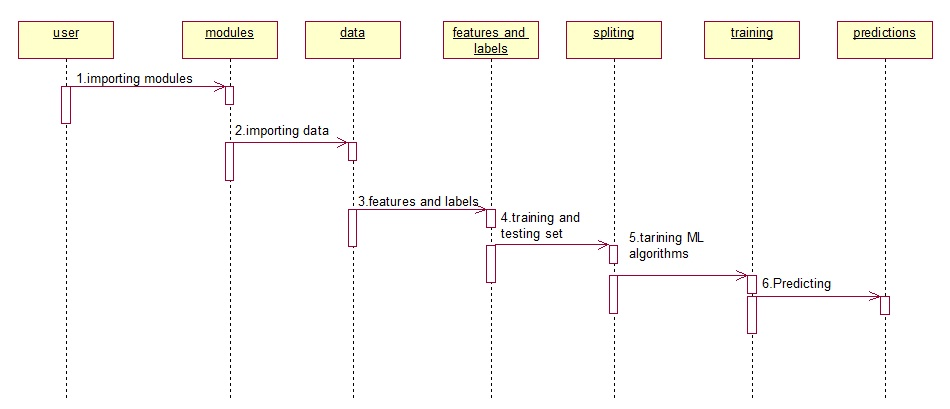 user
modules
data
features and
labels
spliting
training
predictions
1.importing modules
2.importing data
3.features and labels
4.training and
testing set
5.tarining ML
algorithms
6.Predicting